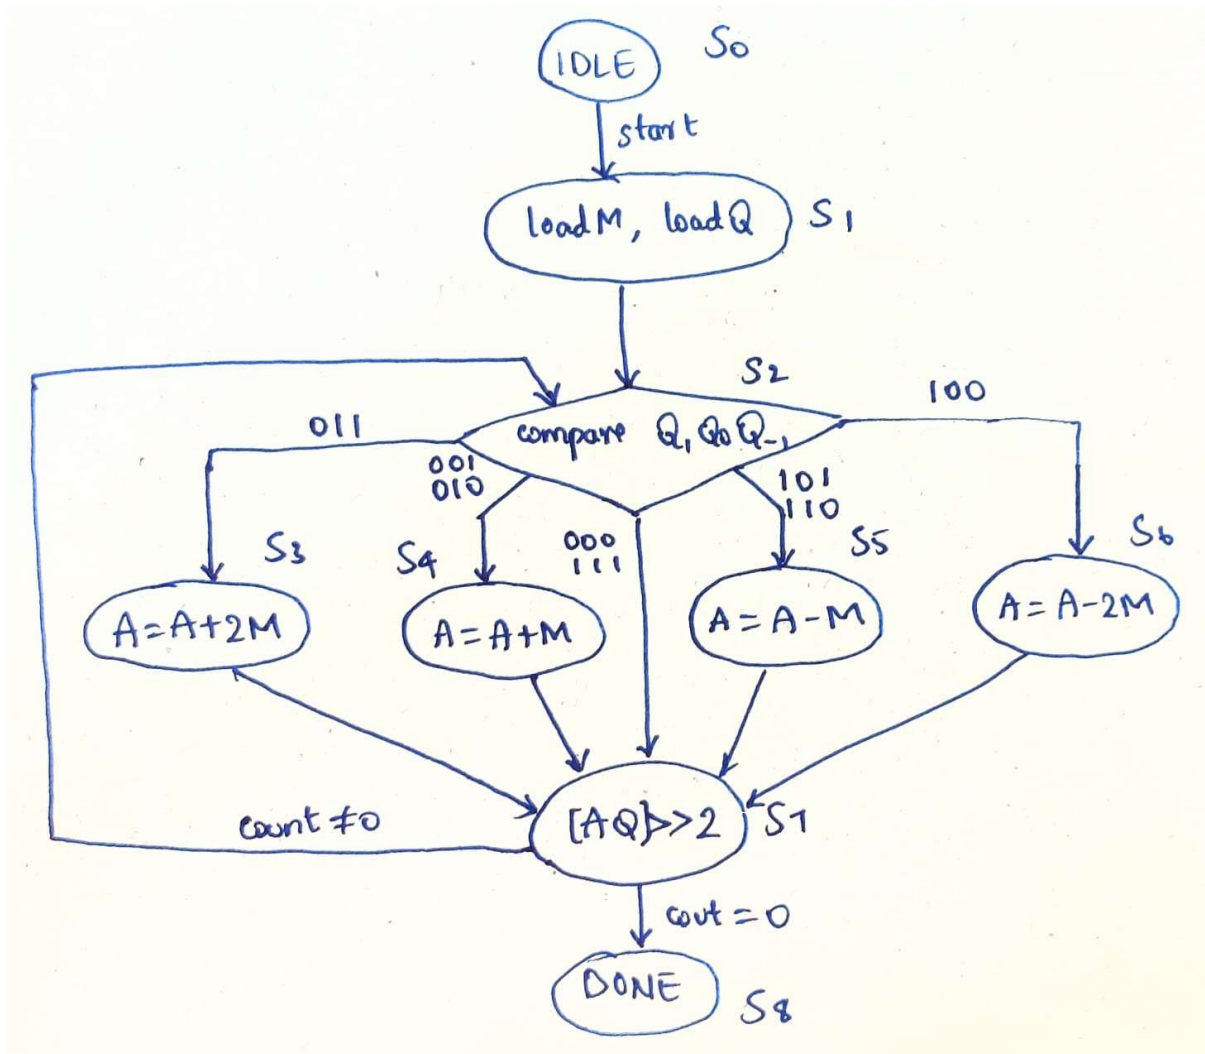 IDLE
S0
start
load M, load Q
S1
S2
compare Q1 Q0 Q-1
011
001
010
000
111
101
110
100
S3
A=A+2M
S4
A=A+M
S5
A=A-M
S6
A=A-2M
[AQ]>>2
S7
count≠0
cout=0
DONE
S8